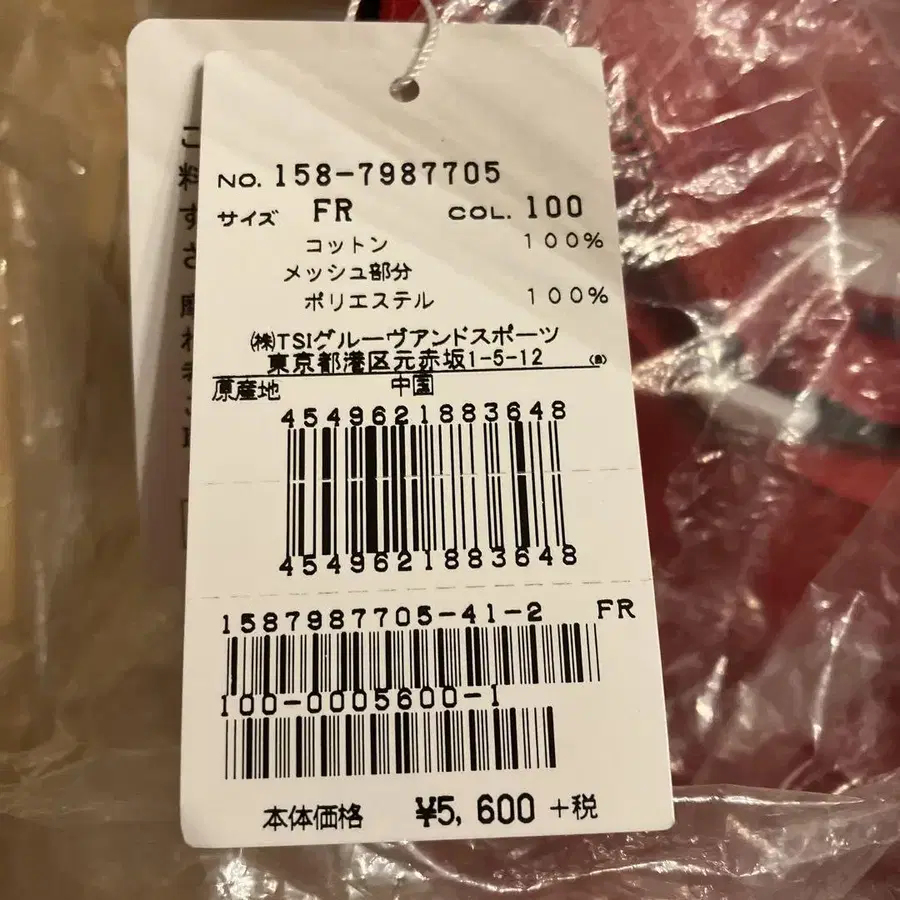 NO. 158-7987705
サイズ FR COL. 100
コットン 100%
メッシュ部分
ポリエステル 100%
㈱TSIグルーヴアンドスポーツ
東京都港区元赤坂1-5-12 (B)
原産地 中国
4549621883648
4549621883648
1587987705-41-2 FR
100-0005600-1
本体価格 ¥5,600 +税